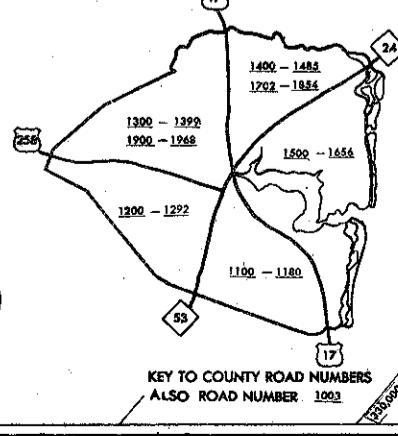 1400 – 1485
1702 – 1854
24
1300 – 1399
1900 – 1968
258
1500 – 1656
1200 – 1292
1100 – 1180
53
17
KEY TO COUNTY ROAD NUMBERS
ALSO ROAD NUMBER 1003